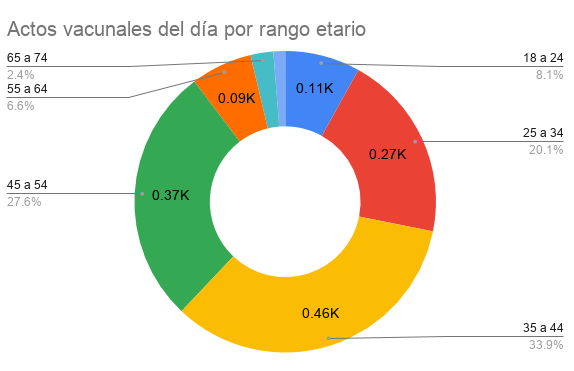 Actos vacunales del día por rango etario
65 a 74
2.4%
55 a 64
6.6%
45 a 54
27.6%
18 a 24
8.1%
25 a 34
20.1%
35 a 44
33.9%
0.11K
0.27K
0.46K
0.37K
0.09K